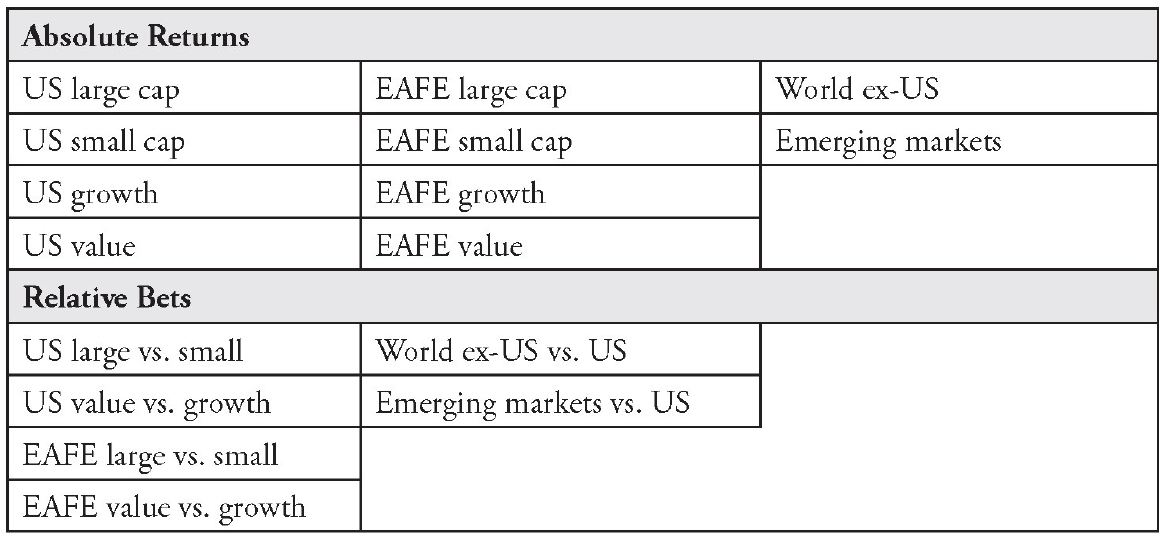 Absolute Returns
US large cap
EAFE large cap
World ex-US
US small cap
EAFE small cap
Emerging markets
US growth
EAFE growth
US value
EAFE value
Relative Bets
US large vs. small
World ex-US vs. US
US value vs. growth
Emerging markets vs. US
EAFE large vs. small
EAFE value vs. growth